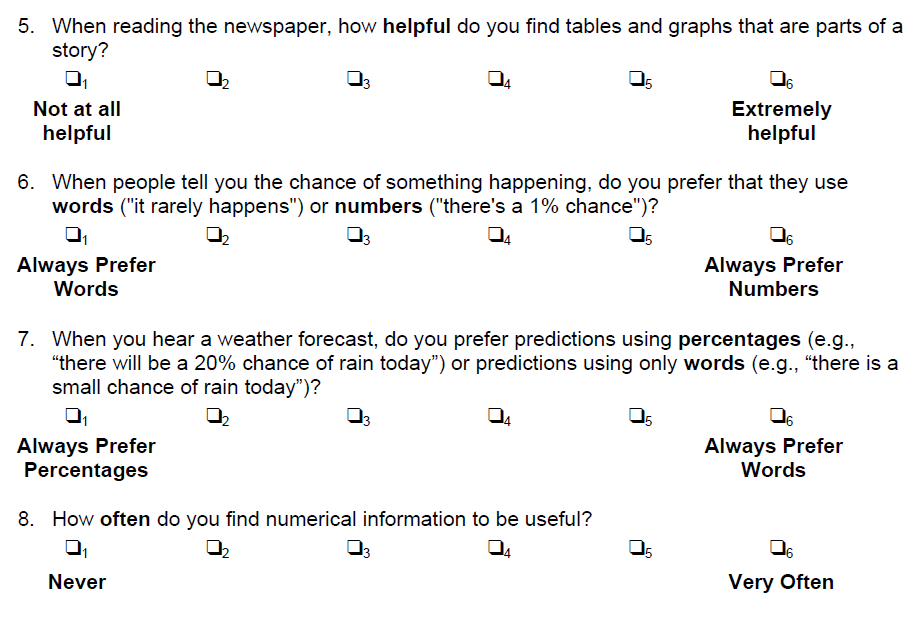 5. When reading the newspaper, how helpful do you find tables and graphs that are parts of a
story?
❑1 ❑2 ❑3 ❑4 ❑5 ❑6
Not at all Extremely
helpful helpful
6. When people tell you the chance of something happening, do you prefer that they use
words ("it rarely happens") or numbers ("there's a 1% chance")?
❑1 ❑2 ❑3 ❑4 ❑5 ❑6
Always Prefer Always Prefer
Words Numbers
7. When you hear a weather forecast, do you prefer predictions using percentages (e.g.,
“there will be a 20% chance of rain today”) or predictions using only words (e.g., “there is a
small chance of rain today”)?
❑1 ❑2 ❑3 ❑4 ❑5 ❑6
Always Prefer Always Prefer
Percentages Words
8. How often do you find numerical information to be useful?
❑1 ❑2 ❑3 ❑4 ❑5 ❑6
Never Very Often